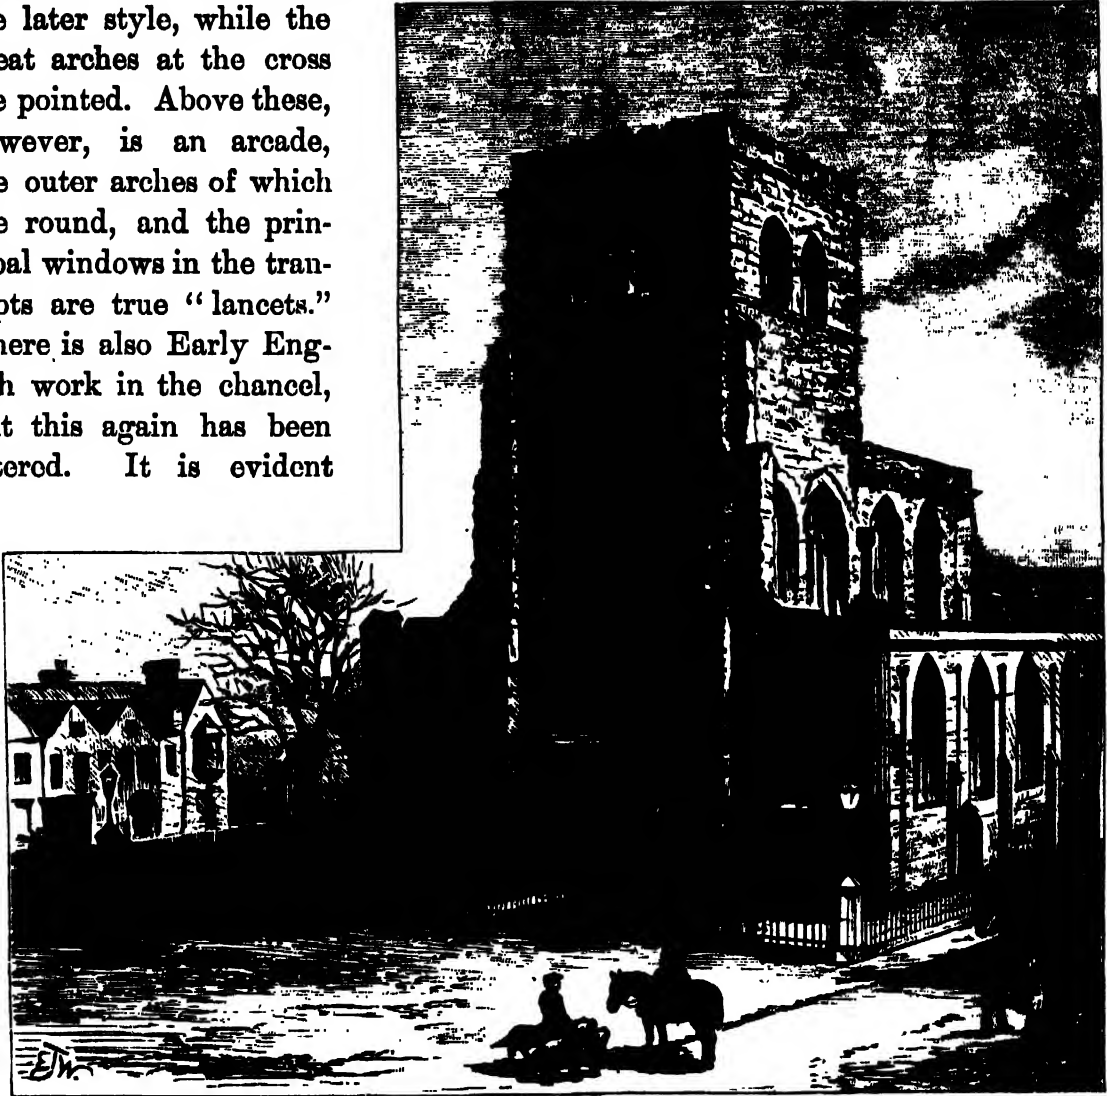 e later style, while the
eat arches at the cross
e pointed. Above these,
wever, is an arcade,
e outer arches of which
e round, and the prin-
pal windows in the tran-
pts are true “lancets.”
here is also Early Eng-
h work in the chancel,
t this again has been
tered. It is evident
EJW.